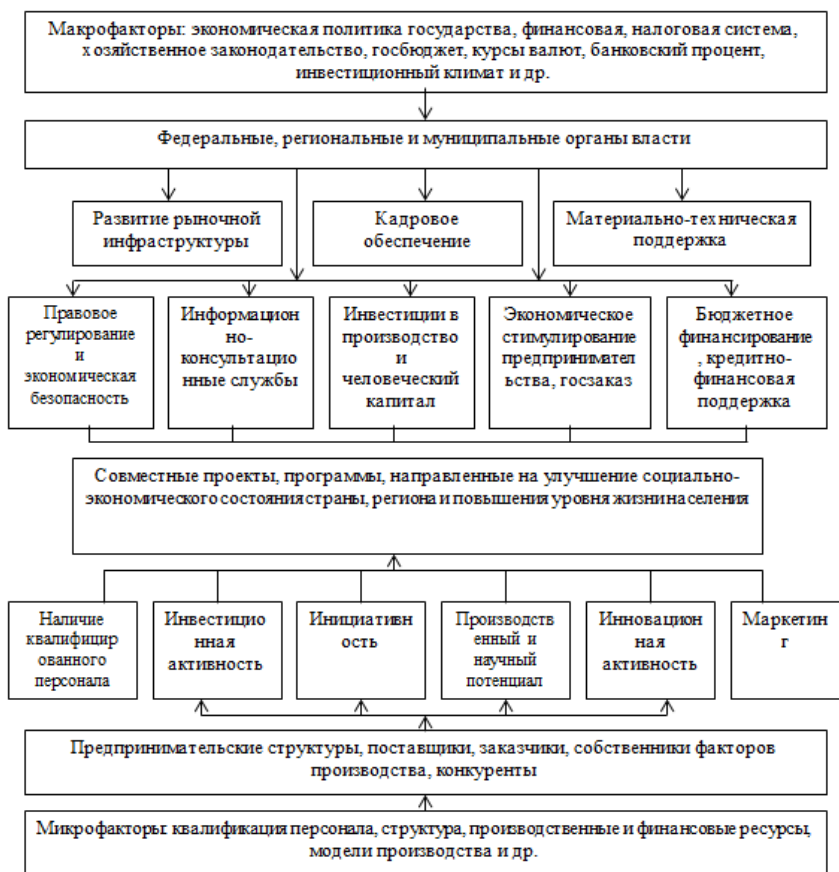 Макрофакторы: экономическая политика государства, финансовая, налоговая система,
хозяйственное законодательство, госбюджет, курсы валют, банковский процент,
инвестиционный климат и др.
Федеральные, региональные и муниципальные органы власти
Развитие рыночной
инфраструктуры
Кадровое
обеспечение
Материально-техническая
поддержка
Правовое
регулирование
и
экономическая
безопасность
Информацион
но-
консультацио
нные службы
Инвестиции в
производство
и
человеческий
капитал
Экономическое
стимулирование
предпринимател
ьства, госзаказ
Бюджетное
финансирование
, кредитно-
финансовая
поддержка
Совместные проекты, программы, направленные на улучшение социально-
экономического состояния страны, региона и повышения уровня жизни населения
Наличие
квалифицир
ованного
персонала
Инвестицио
нная
активность
Инициативн
ость
Производств
енный и
научный
потенциал
Инновацион
ная
активность
Маркетин
г
Предпринимательские структуры, поставщики, заказчики, собственники факторов
производства, конкуренты
Микрофакторы: квалификация персонала, структура, производственные и финансовые ресурсы,
модели производства и др.